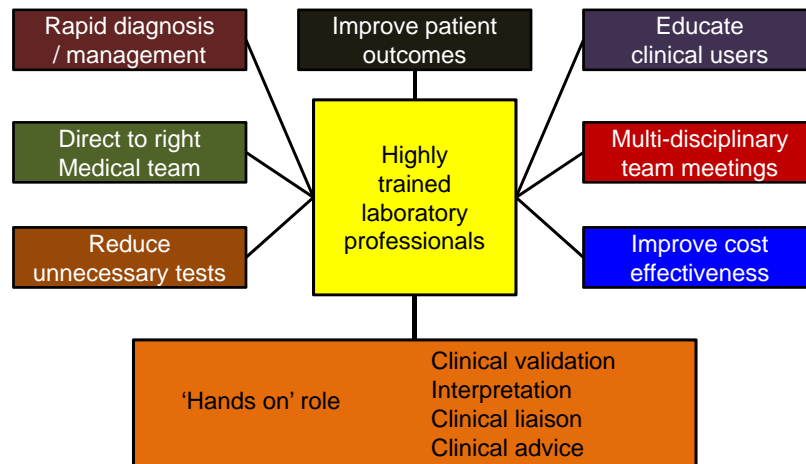 Rapid diagnosis
/ management
Improve patient
outcomes
Educate
clinical users
Direct to right
Medical team
Highly
trained
laboratory
professionals
Multi-disciplinary
team meetings
Reduce
unnecessary tests
Improve cost
effectiveness
‘Hands on’ role
Clinical validation
Interpretation
Clinical liaison
Clinical advice